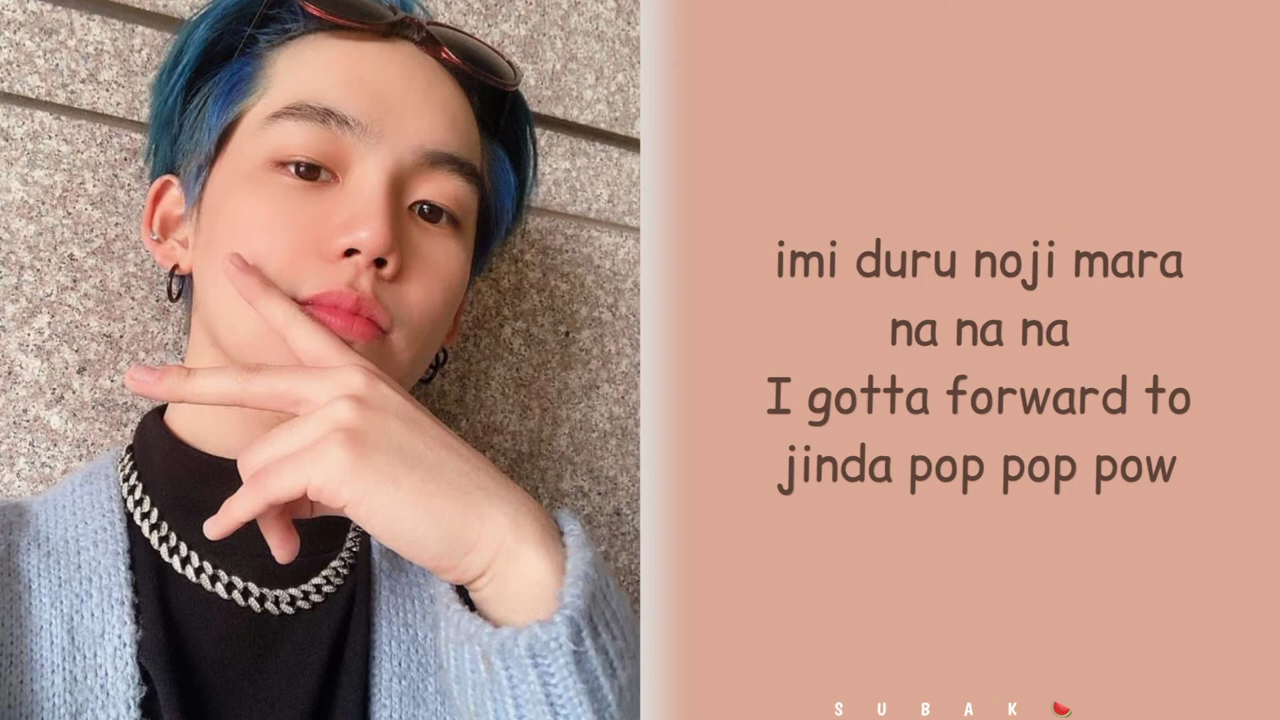 imi duru noji mara
na na na
I gotta forward to
jinda pop pop pow
S U B A K